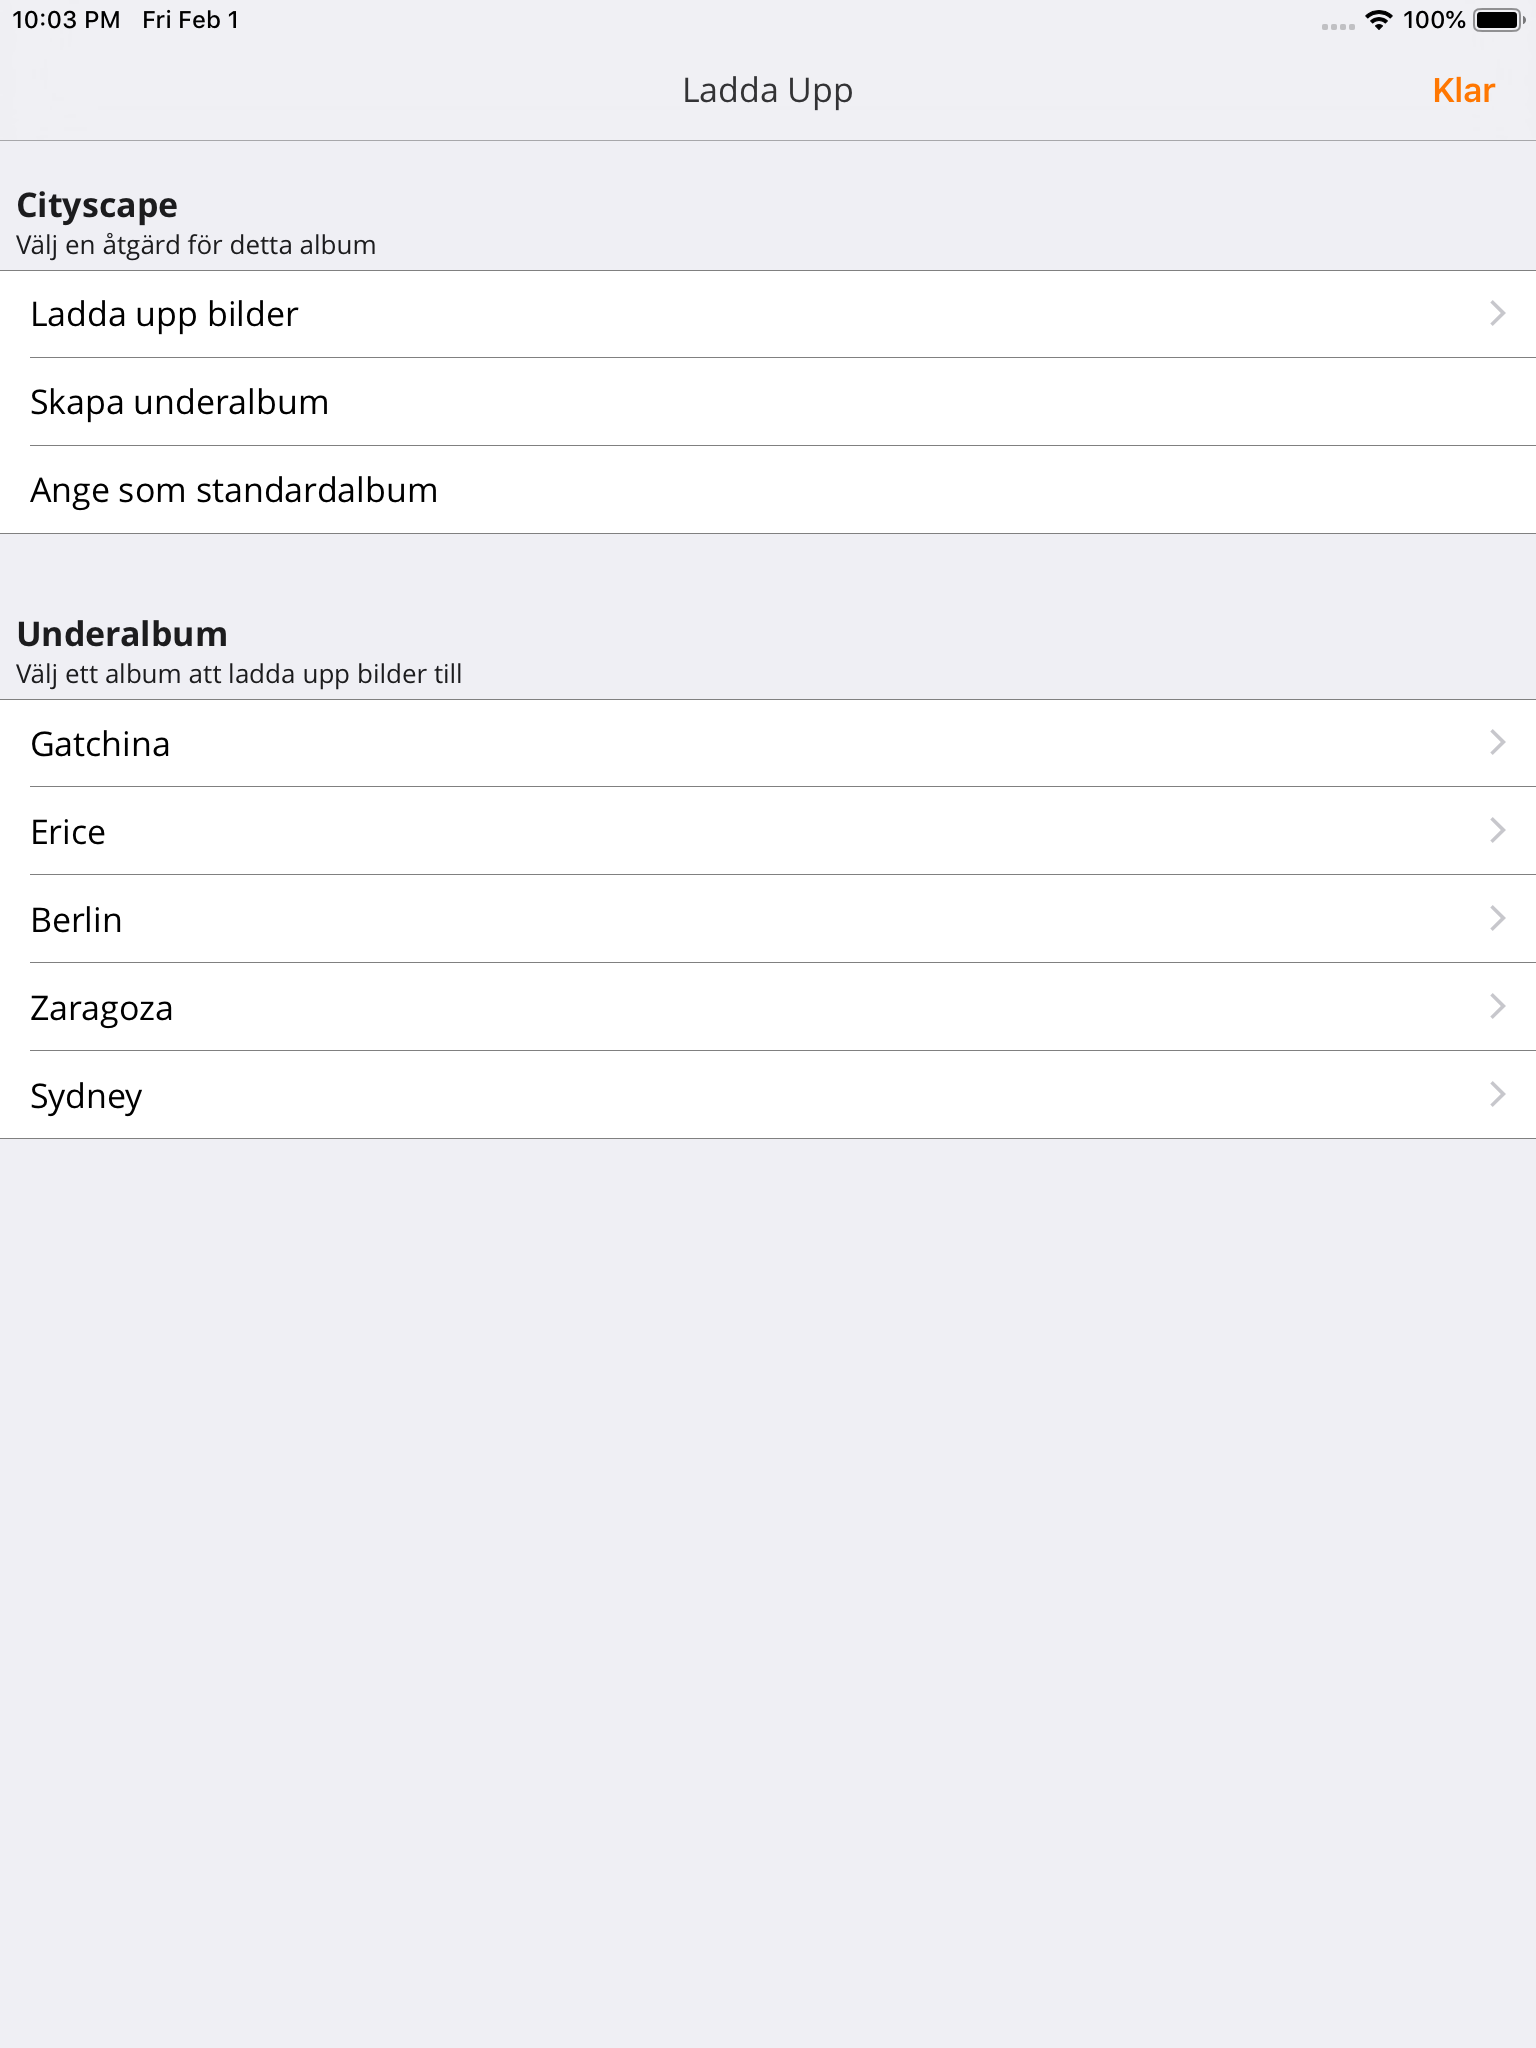 10:03 PM Fri Feb 1 100%
Ladda Upp Klar
Cityscape
Välj en åtgärd för detta album
Ladda upp bilder
Skapa underalbum
Ange som standardalbum
Underalbum
Välj ett album att ladda upp bilder till
Gatchina
Erice
Berlin
Zaragoza
Sydney